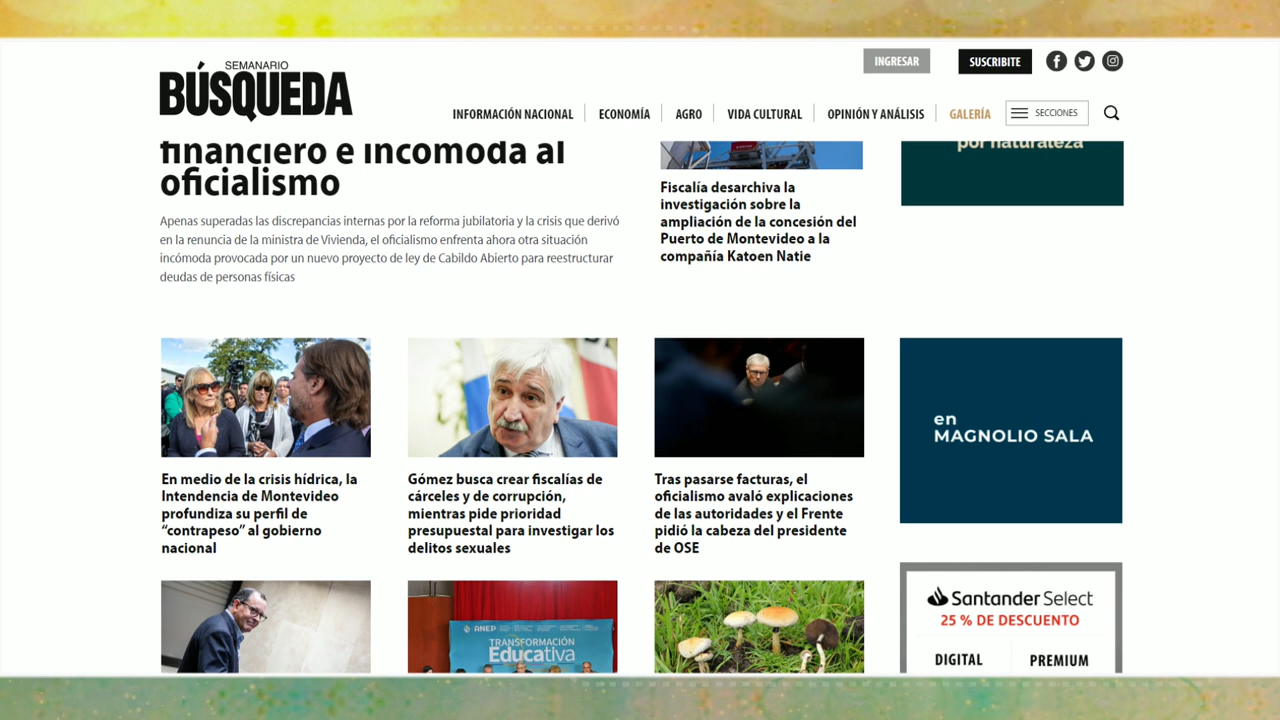 SEMANARIO
BÚSQUEDA
INGRESAR
SUSCRIBITE
INFORMACIÓN NACIONAL
ECONOMÍA
AGRO
VIDA CULTURAL
OPINIÓN Y ANÁLISIS
GALERÍA
SECCIONES
financiero e incomoda al
oficialismo
Apenas superadas las discrepancias internas por la reforma jubilatoria y la crisis que derivó
en la renuncia de la ministra de Vivienda, el oficialismo enfrenta ahora otra situación
incómoda provocada por un nuevo proyecto de ley de Cabildo Abierto para reestructurar
deudas de personas físicas
Fiscalía desarchiva la
investigación sobre la
ampliación de la concesión del
Puerto de Montevideo a la
compañía Katoen Natie
por naturaleza
En medio de la crisis hídrica, la
Intendencia de Montevideo
profundiza su perfil de
“contrapeso” al gobierno
nacional
Gómez busca crear fiscalías de
cárceles y de corrupción,
mientras pide prioridad
presupuestal para investigar los
delitos sexuales
Tras pasarse facturas, el
oficialismo avaló explicaciones
de las autoridades y el Frente
pidió la cabeza del presidente
de OSE
en
MAGNOLIO SALA
ANEP
TRANSFORMACIÓN
Educativa
Santander Select
25 % DE DESCUENTO
DIGITAL
PREMIUM